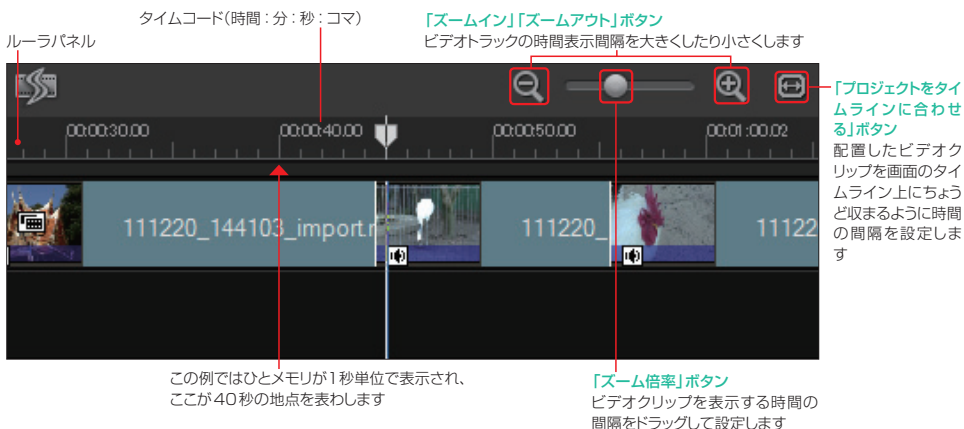 タイムコード(時間:分:秒:コマ)
「ズームイン」「ズームアウト」ボタン
ビデオトラックの時間表示間隔を大きくしたり小さくします
ルーラパネル
00:00:30.00
00:00:40.00
00:00:50.00
00:01:00.02
「プロジェクトをタイ
ムラインに合わせ
る」ボタン
配置したビデオク
リップを画面のタイ
ムライン上にちょう
ど収まるように時間
の間隔を設定しま
す
111220_144103_import.r
111220_
11122
この例ではひとメモリが1秒単位で表示され、
ここが40秒の地点を表わします
「ズーム倍率」ボタン
ビデオクリップを表示する時間の
間隔をドラッグして設定します